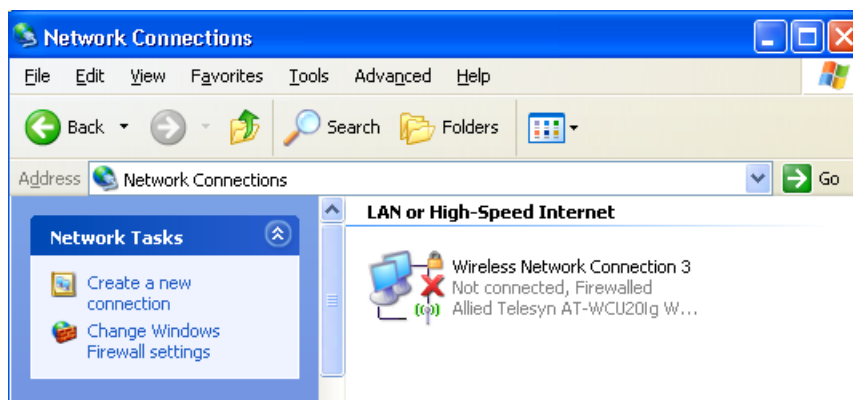 Network Connections
File Edit View Favorites Tools Advanced Help
Back Search Folders
Address Network Connections Go
Network Tasks
Create a new
connection
Change Windows
Firewall settings
LAN or High-Speed Internet
Wireless Network Connection 3
Not connected, Firewalled
Allied Telesyn AT-WCU201g W...